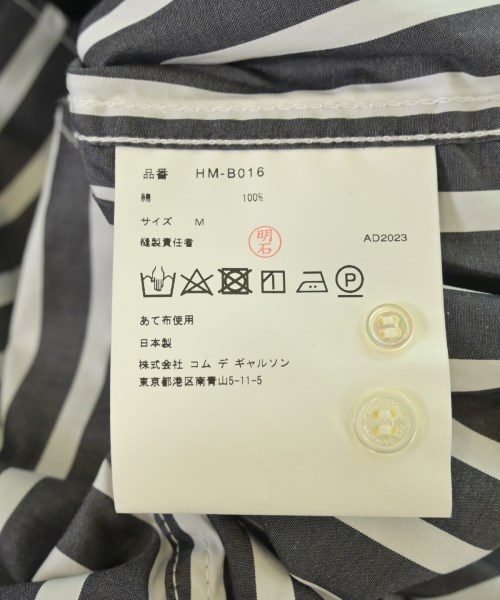 品番 HM-B016
綿 100%
サイズ M
縫製責任者 明石 AD2023
P
あて布使用
日本製
株式会社 コム デ ギャルソン
東京都港区南青山5-11-5